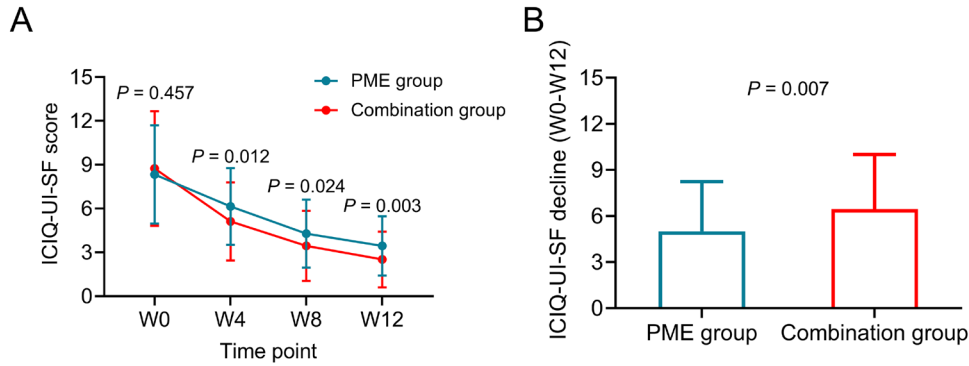 A
B
PME group
Combination group
ICIQ-UI-SF score
15
12
9
6
3
0
P = 0.457
P = 0.012
P = 0.024
P = 0.003
W0
W4
W8
W12
Time point
ICIQ-UI-SF decline (W0-W12)
15
12
9
6
3
0
P = 0.007
PME group
Combination group